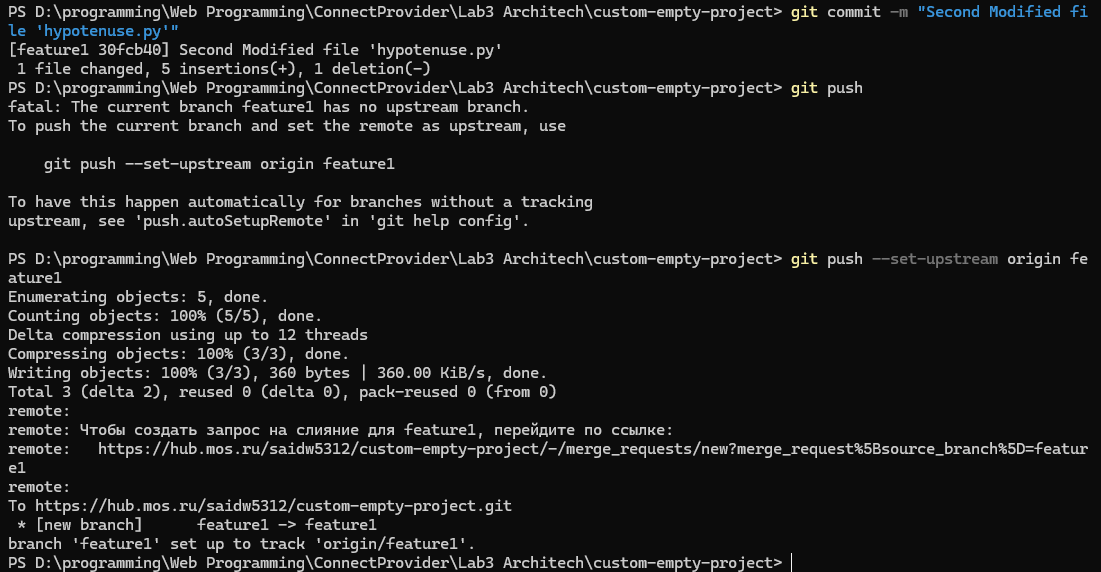 PS D:\programming\Web Programming\ConnectProvider\Lab3 Architech\custom-empty-project> git commit -m "Second Modified fi
le 'hypotenuse.py'"
[feature1 30fcb40] Second Modified file 'hypotenuse.py'
 1 file changed, 5 insertions(+), 1 deletion(-)
PS D:\programming\Web Programming\ConnectProvider\Lab3 Architech\custom-empty-project> git push
fatal: The current branch feature1 has no upstream branch.
To push the current branch and set the remote as upstream, use
    git push --set-upstream origin feature1
To have this happen automatically for branches without a tracking
upstream, see 'push.autoSetupRemote' in 'git help config'.
PS D:\programming\Web Programming\ConnectProvider\Lab3 Architech\custom-empty-project> git push --set-upstream origin fe
ature1
Enumerating objects: 5, done.
Counting objects: 100% (5/5), done.
Delta compression using up to 12 threads
Compressing objects: 100% (3/3), done.
Writing objects: 100% (3/3), 360 bytes | 360.00 KiB/s, done.
Total 3 (delta 2), reused 0 (delta 0), pack-reused 0 (from 0)
remote:
remote: Чтобы создать запрос на слияние для feature1, перейдите по ссылке:
remote:   https://hub.mos.ru/saidw5312/custom-empty-project/-/merge_requests/new?merge_request%5Bsource_branch%5D=featur
e1
remote:
To https://hub.mos.ru/saidw5312/custom-empty-project.git
 * [new branch]      feature1 -> feature1
branch 'feature1' set up to track 'origin/feature1'.
PS D:\programming\Web Programming\ConnectProvider\Lab3 Architech\custom-empty-project>